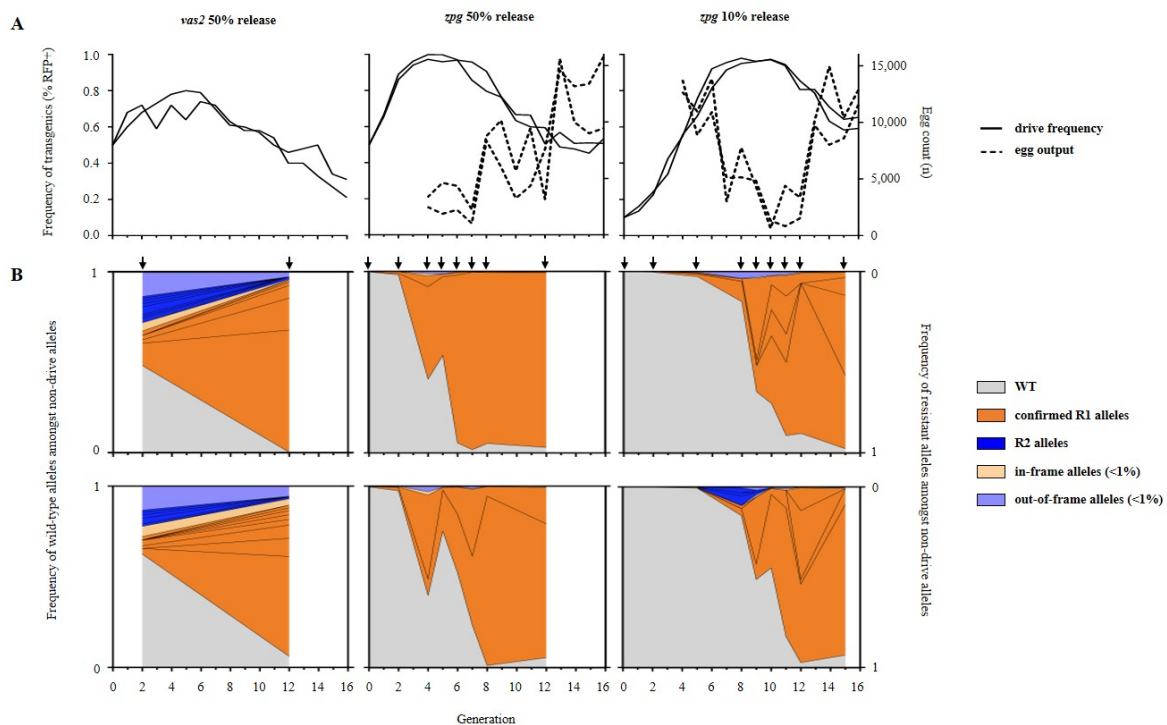 vas2 50% release
zpg 50% release
zpg 10% release
A
Frequency of transgenics (% RFP+)
1.0
0.8
0.6
0.4
0.2
0.0
15,000
10,000
5,000
0
Egg count (n)
drive frequency
egg output
B
Frequency of wild-type alleles amongst non-drive alleles
1
0
0
1
1
0
0
1
Frequency of resistant alleles amongst non-drive alleles
WT
confirmed R1 alleles
R2 alleles
in-frame alleles (<1%)
out-of-frame alleles (<1%)
0 2 4 6 8 10 12 14 16
0 2 4 6 8 10 12 14 16
0 2 4 6 8 10 12 14 16
Generation